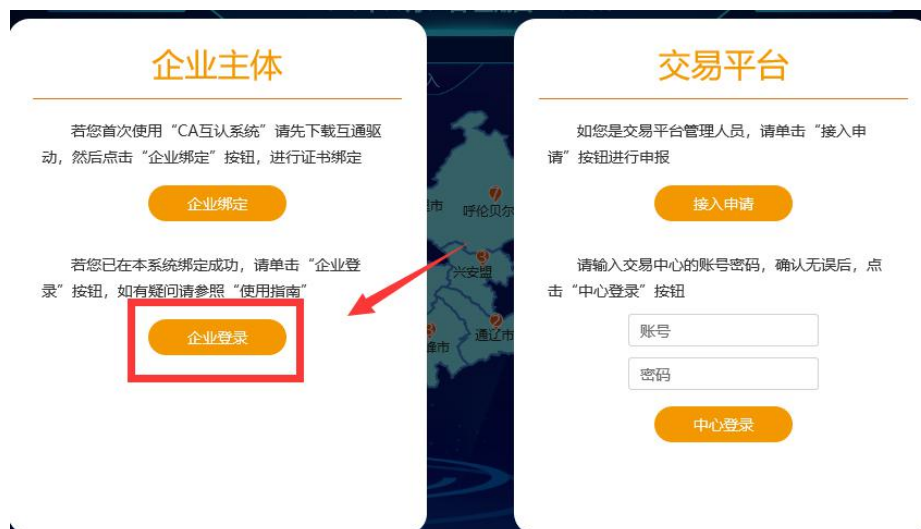 企业主体
若您首次使用“CA互认系统”请先下载互通驱
动，然后点击“企业绑定”按钮，进行证书绑定
企业绑定
若您已在本系统绑定成功，请单击“企业登
录”按钮，如有疑问请参照“使用指南”
企业登录
入
市
呼伦贝尔
兴安盟
通辽市
峰市
交易平台
如您是交易平台管理人员，请单击“接入申
请”按钮进行申报
接入申请
请输入交易中心的账号密码，确认无误后，点
击“中心登录”按钮
账号
密码
中心登录